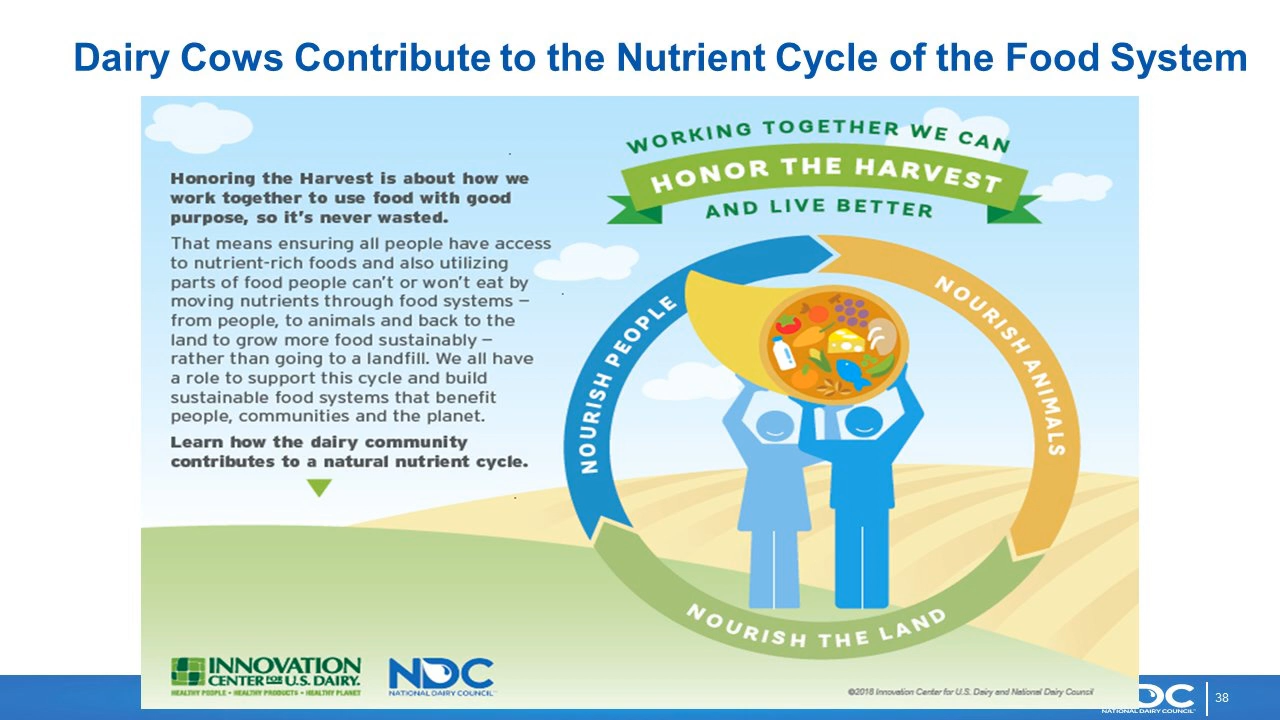 Dairy Cows Contribute to the Nutrient Cycle of the Food System
WORKING TOGETHER WE CAN
HONOR THE HARVEST
AND LIVE BETTER
Honoring the Harvest is about how we
work together to use food with good
purpose, so it's never wasted.
That means ensuring all people have access
to nutrient-rich foods and also utilizing
parts of food people can't or won't eat by
moving nutrients through food systems –
from people, to animals and back to the
land to grow more food sustainably –
rather than going to a landfill. We all have
a role to support this cycle and build
sustainable food systems that benefit
people, communities and the planet.
Learn how the dairy community
contributes to a natural nutrient cycle.
NOURISH PEOPLE
NOURISH ANIMALS
NOURISH THE LAND
INNOVATION
CENTER FOR U.S. DAIRY.
HEALTHY PEOPLE • HEALTHY PRODUCTS • HEALTHY PLANET
NDC
NATIONAL DAIRY COUNCIL
©2018 Innovation Center for U.S. Dairy and National Dairy Council
DC
NATIONAL DAIRY COUNCIL
38